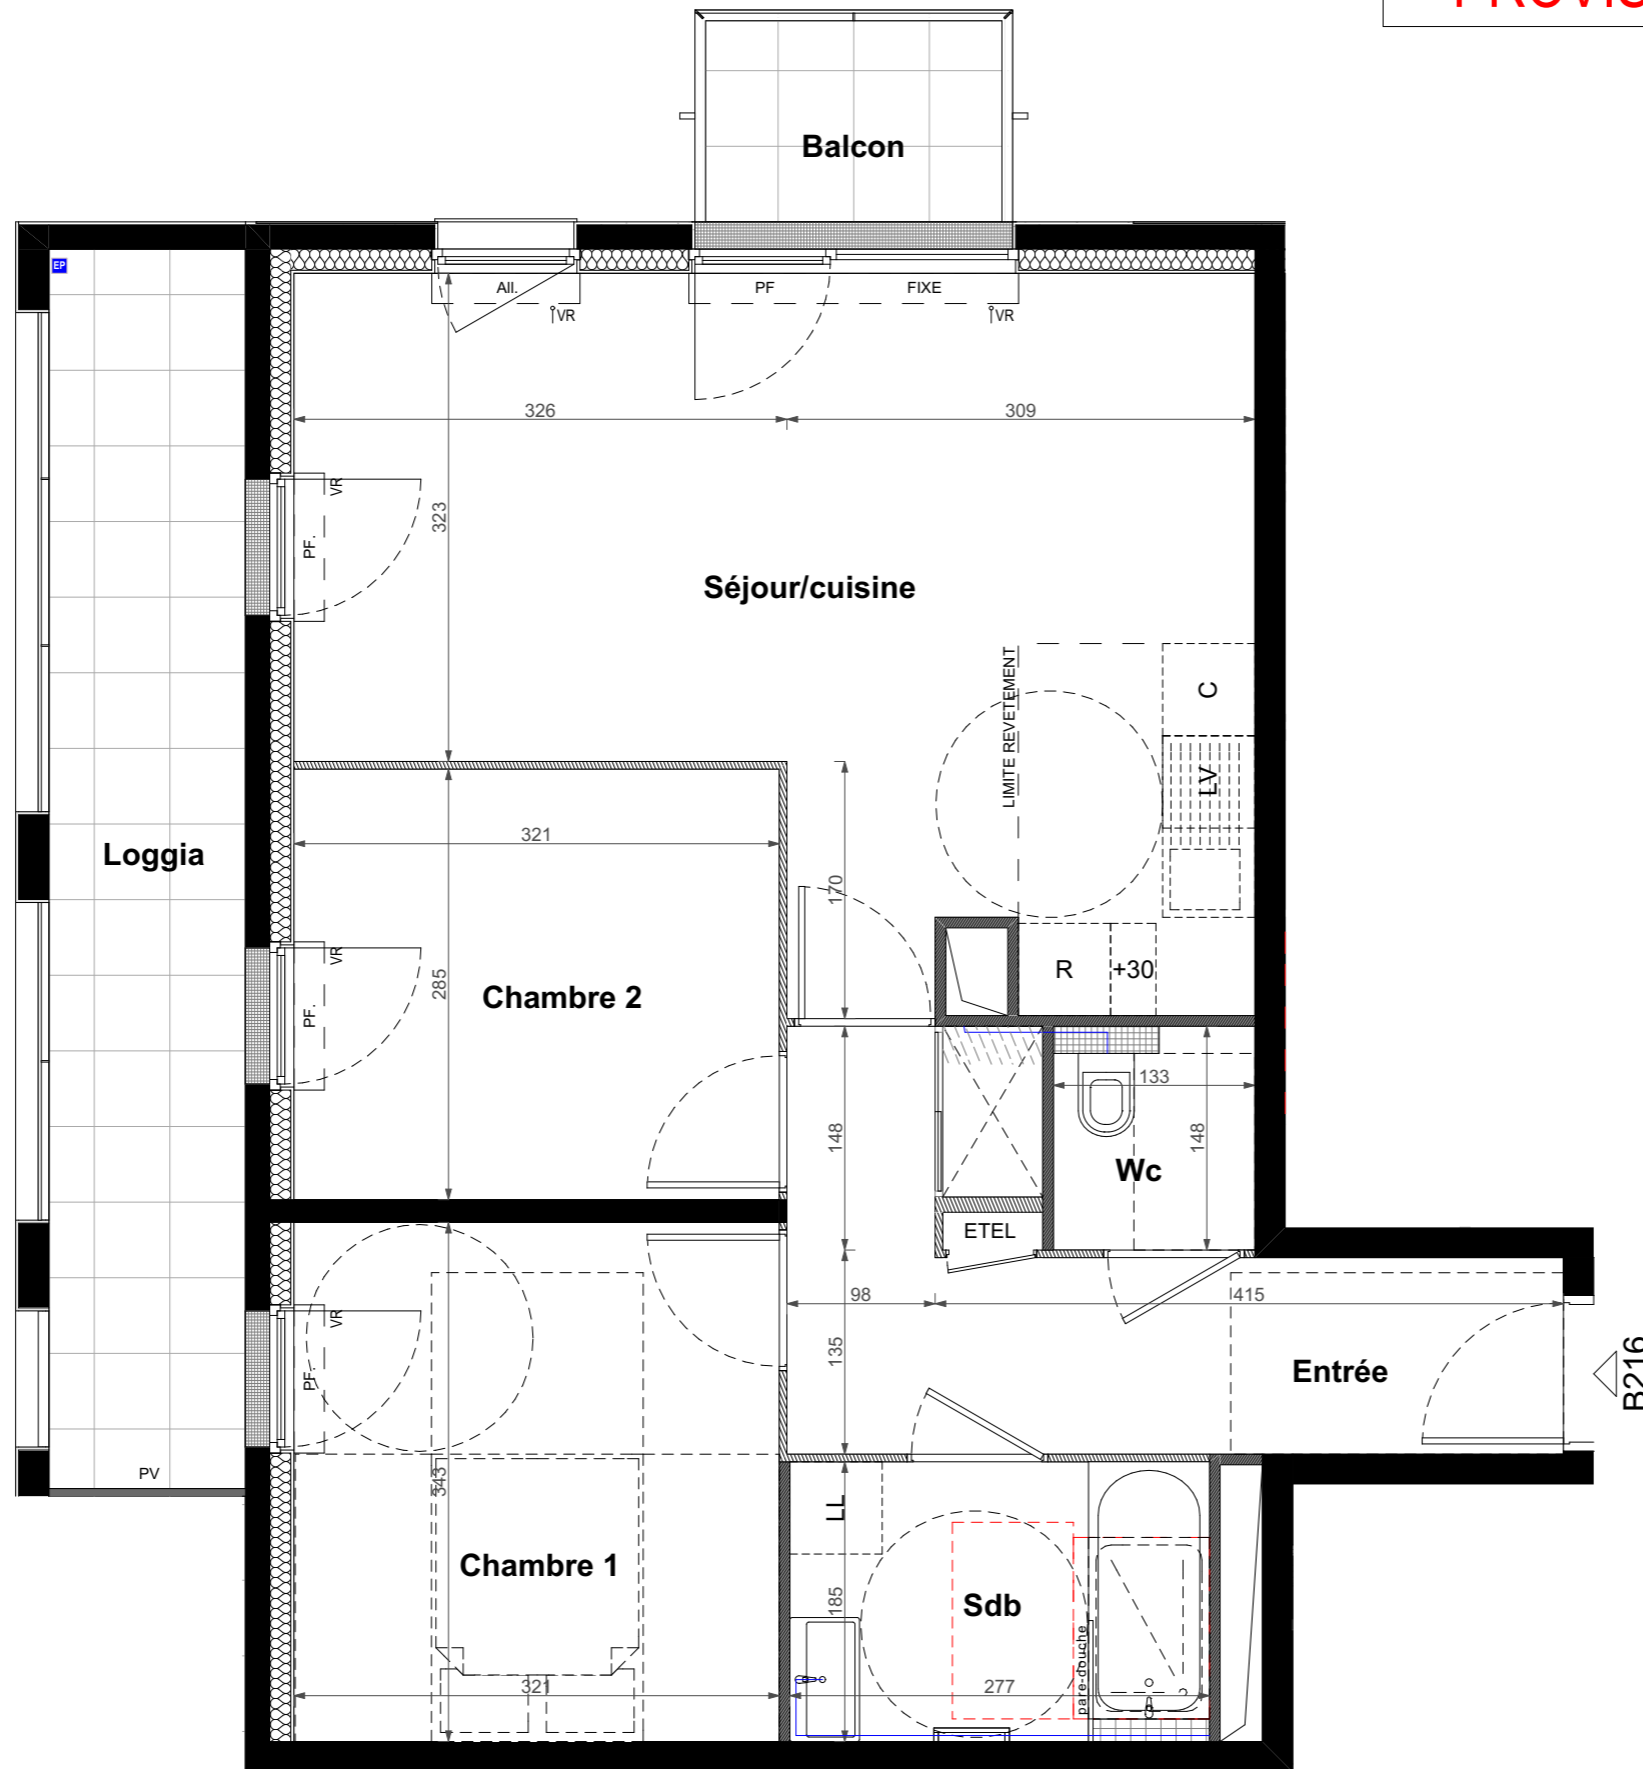 Balcon
EP
All.
VR
PF
FIXE
VR
326
309
VR
PF.
323
Séjour/cuisine
LIMITE REVETEMENT
C
LV
321
170
Loggia
R
+30
VR
PF.
285
Chambre 2
133
148
148
Wc
ETEL
98
415
VR
PF.
135
Entrée
B216
PV
343
LL
Chambre 1
185
Sdb
pare-douche
321
277